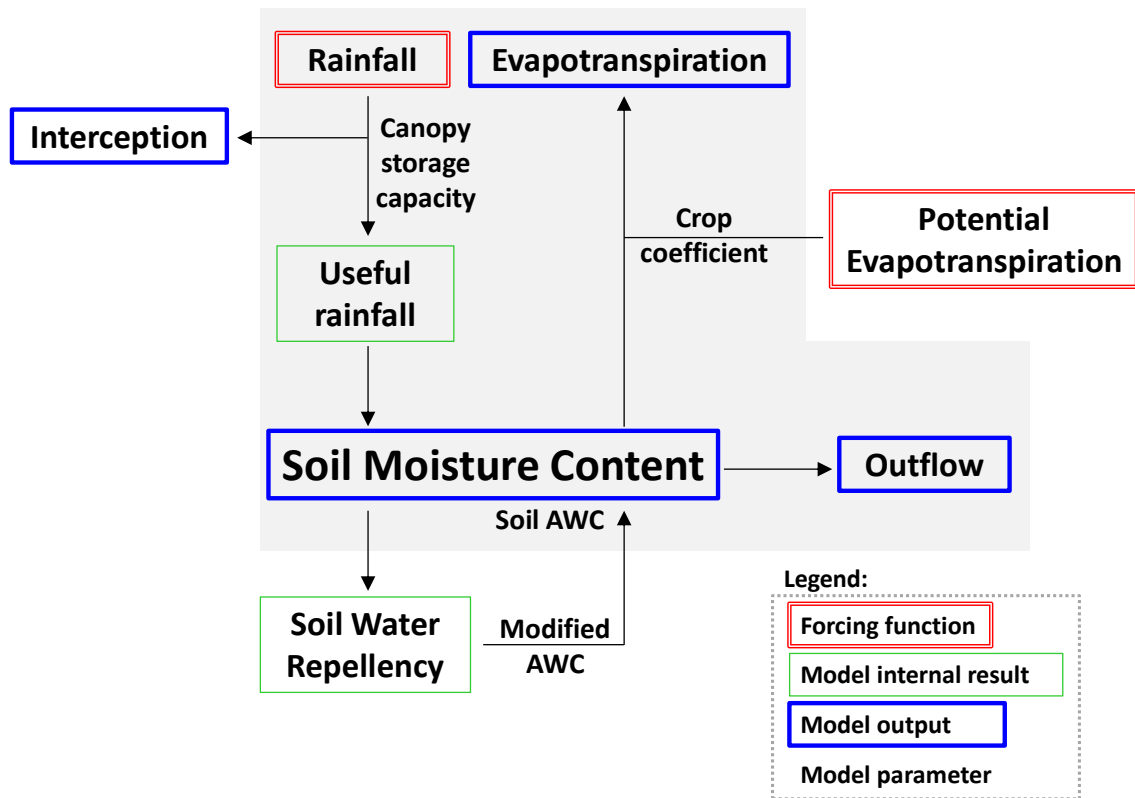 Rainfall
Evapotranspiration
Interception
Canopy
storage
capacity
Crop
coefficient
Potential
Evapotranspiration
Useful
rainfall
Soil Moisture Content
Outflow
Soil AWC
Soil Water
Repellency
Modified
AWC
Legend:
Forcing function
Model internal result
Model output
Model parameter